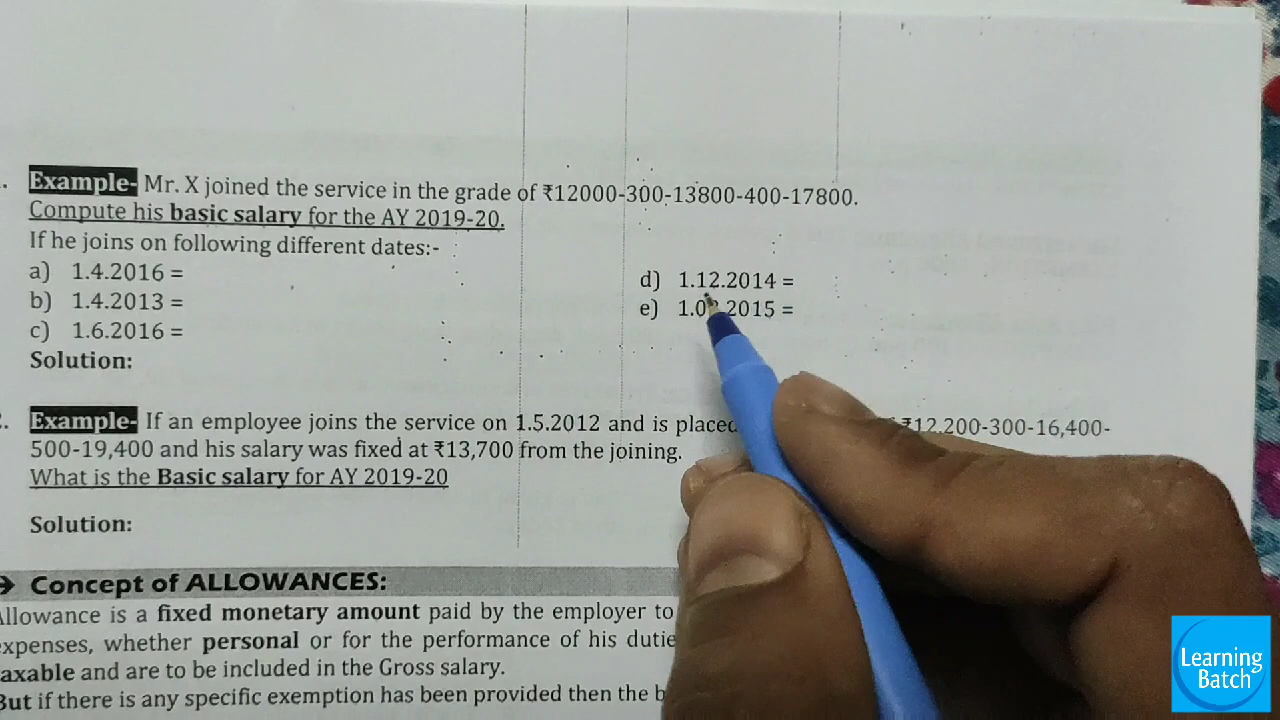 Example- Mr. X joined the service in the grade of ₹12000-300-13800-400-17800.
Compute his basic salary for the AY 2019-20.
If he joins on following different dates:-
a) 1.4.2016 =
b) 1.4.2013 =
c) 1.6.2016 =
d) 1.12.2014 =
e) 2015 =
Solution:
Example- If an employee joins the service on 1.5.2012 and is placed ₹12,200-300-16,400-
500-19,400 and his salary was fixed at ₹13,700 from the joining.
What is the Basic salary for AY 2019-20
Solution:
→ Concept of ALLOWANCES:
Allowance is a fixed monetary amount paid by the employer to
expenses, whether personal or for the performance of his
taxable and are to be included in the Gross salary.
But if there is any specific exemption has been provided then the
Learning
Batch